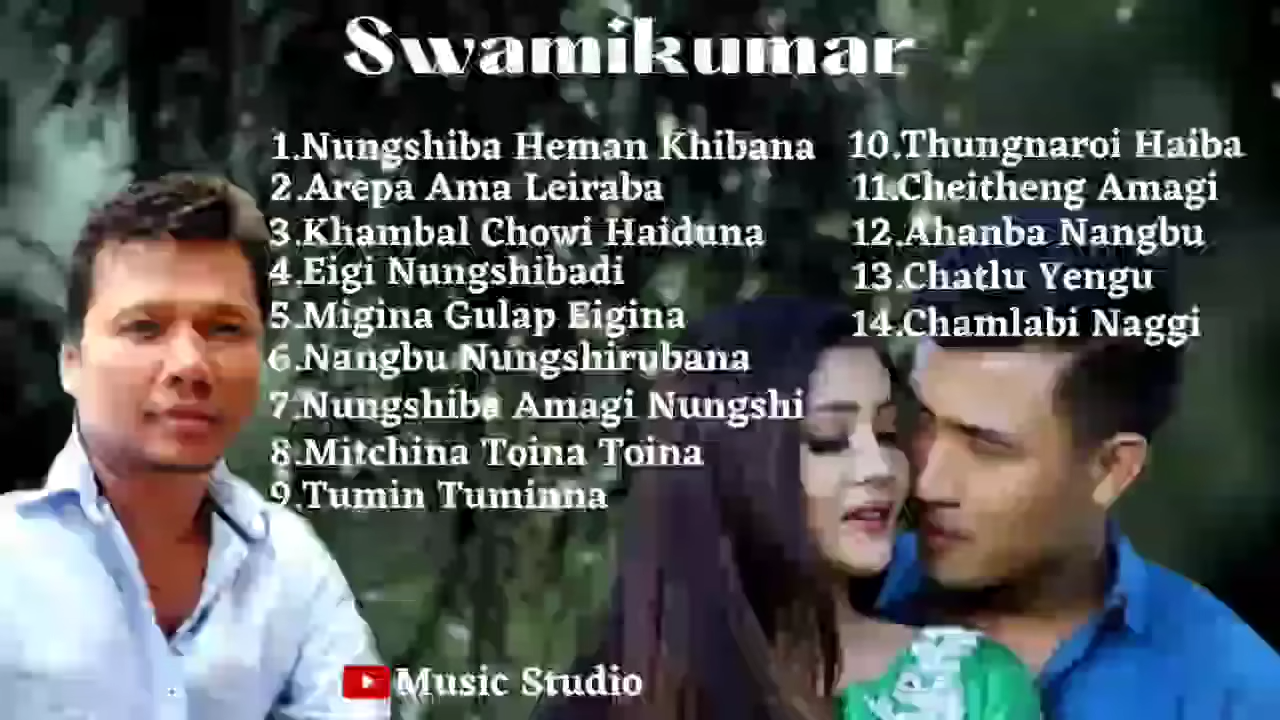 Swamikumar
1.Nungshiba Heman Khibana
2.Arepa Ama Leiraba
3.Khambal Chowi Haiduna
4.Eigi Nungshibadi
5.Migina Gulap Eigina
6.Nangbu Nungshirubana
7.Nungshiba Amagi Nungshi
8.Mitchina Toina Toina
9.Tumin Tuminna
10.Thungnaroi Haiba
11.Cheitheng Amagi
12.Ahanba Nangbu
13.Chatlu Yengu
14.Chamlabi Naggi
Music Studio